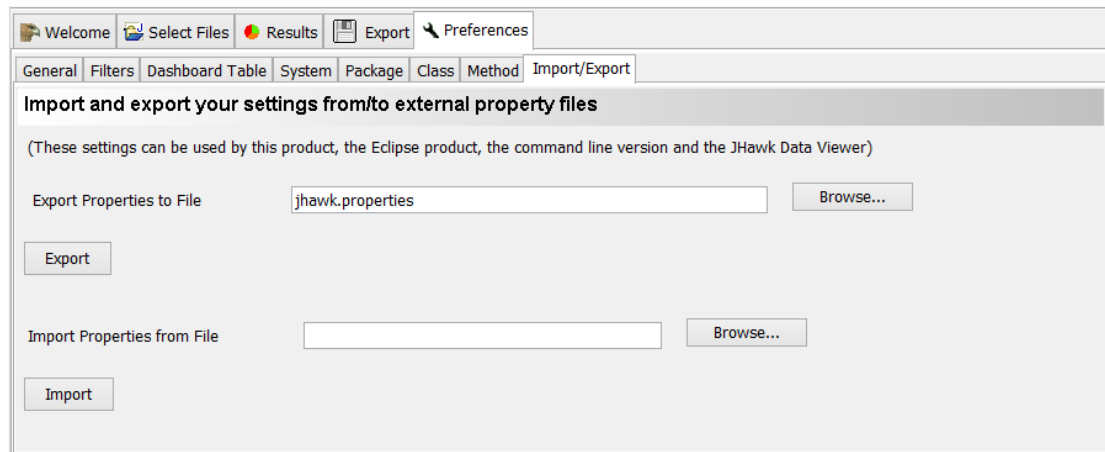 Welcome Select Files Results Export Preferences
General Filters Dashboard Table System Package Class Method Import/Export
Import and export your settings from/to external property files
(These settings can be used by this product, the Eclipse product, the command line version and the JHawk Data Viewer)
Export Properties to File jhawk.properties Browse...
Export
Import Properties from File Browse...
Import